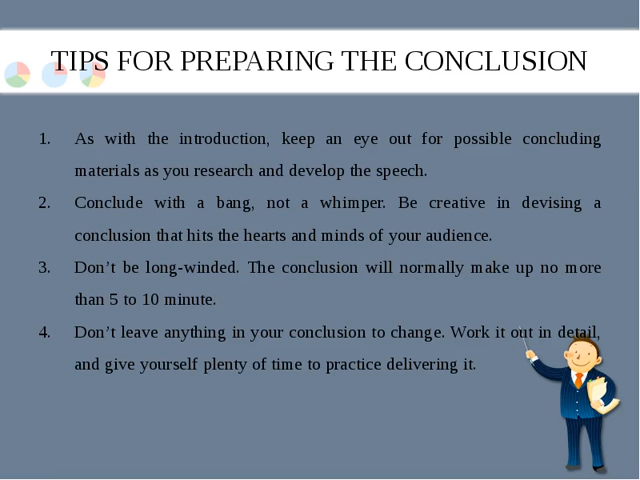 TIPS FOR PREPARING THE CONCLUSION
1. As with the introduction, keep an eye out for possible concluding
materials as you research and develop the speech.
2. Conclude with a bang, not a whimper. Be creative in devising a
conclusion that hits the hearts and minds of your audience.
3. Don’t be long-winded. The conclusion will normally make up no more
than 5 to 10 minute.
4. Don’t leave anything in your conclusion to change. Work it out in detail,
and give yourself plenty of time to practice delivering it.